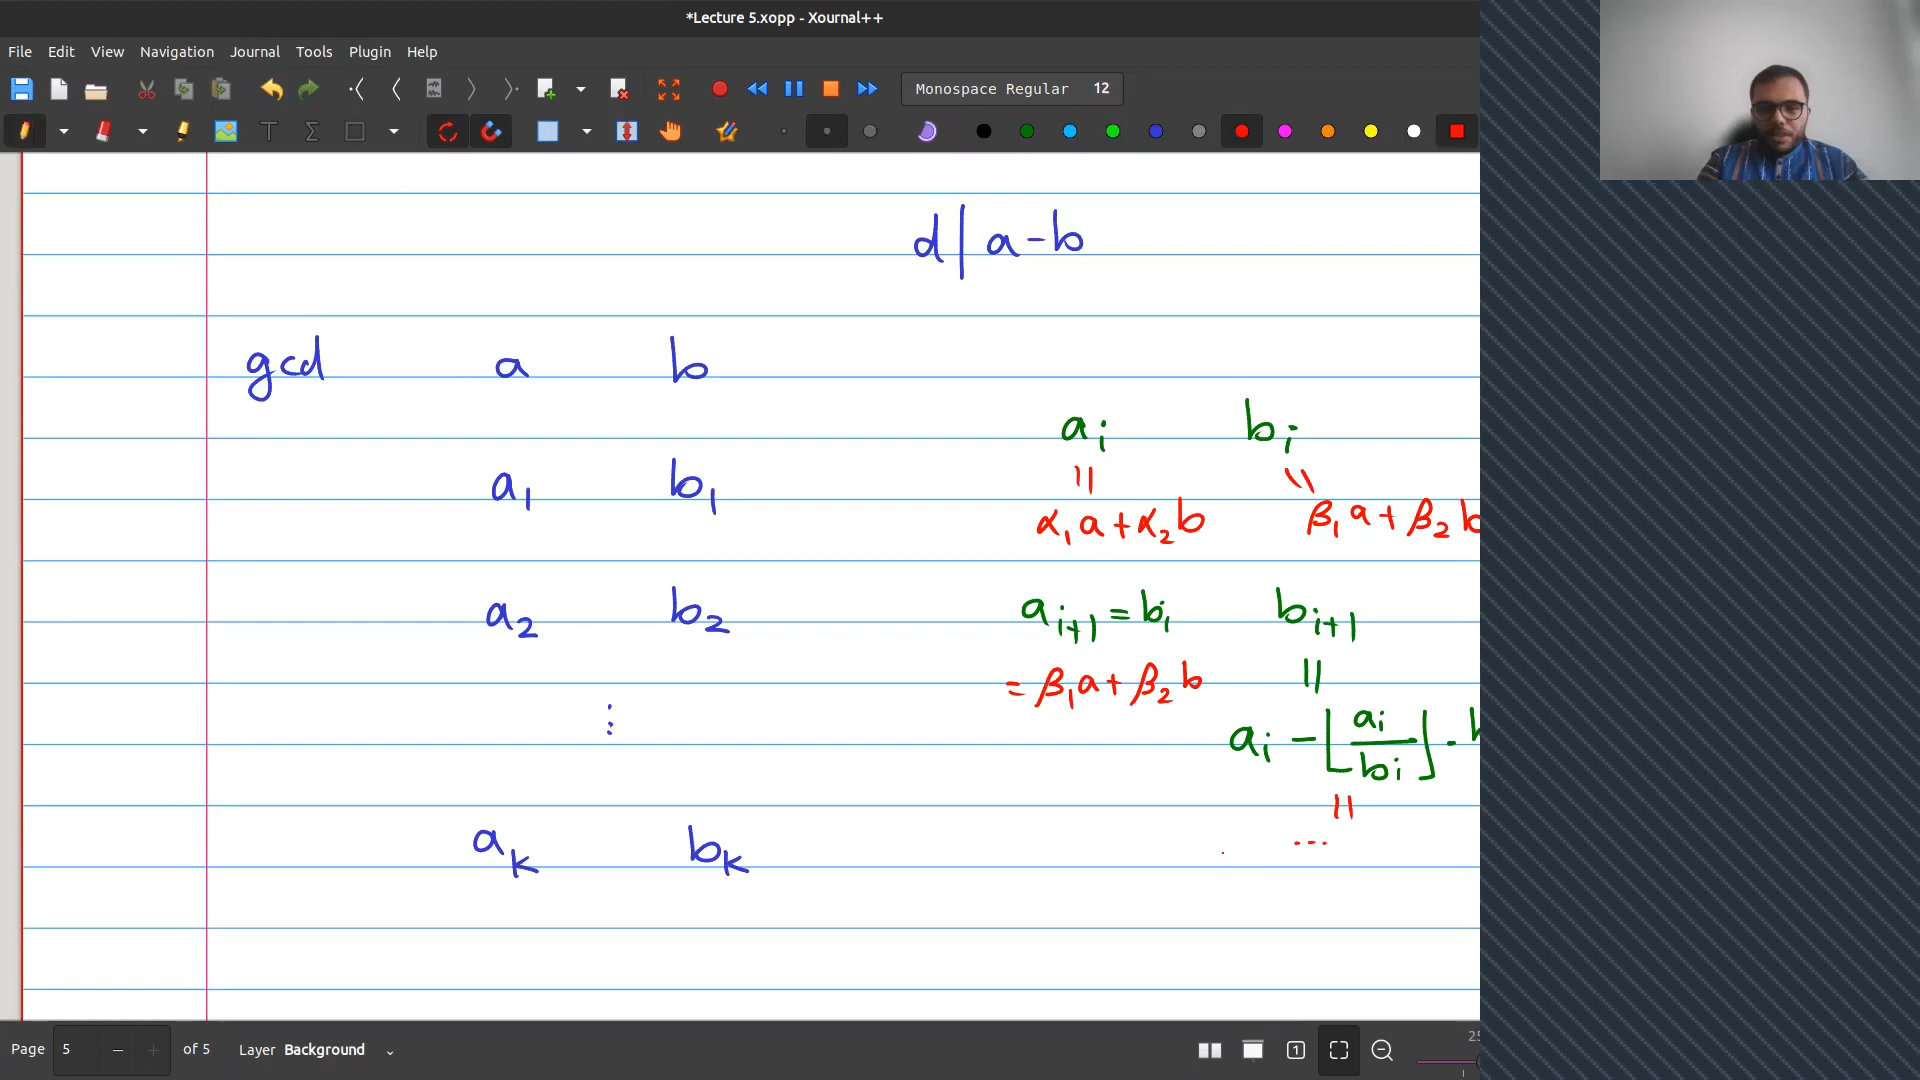 *Lecture 5.xopp - Xournal++
File Edit View Navigation Journal Tools Plugin Help
Monospace Regular 12
d | a - b
gcd a b
a_i b_i
a_1 b_1
= =
α_1 a + α_2 b β_1 a + β_2 b
a_2 b_2
a_{i+1} = b_i b_{i+1}
= β_1 a + β_2 b =
⋮
a_i - ⌊a_i / b_i⌋ ·
=
a_k b_k
...
Page 5 of 5 Layer Background
1
25